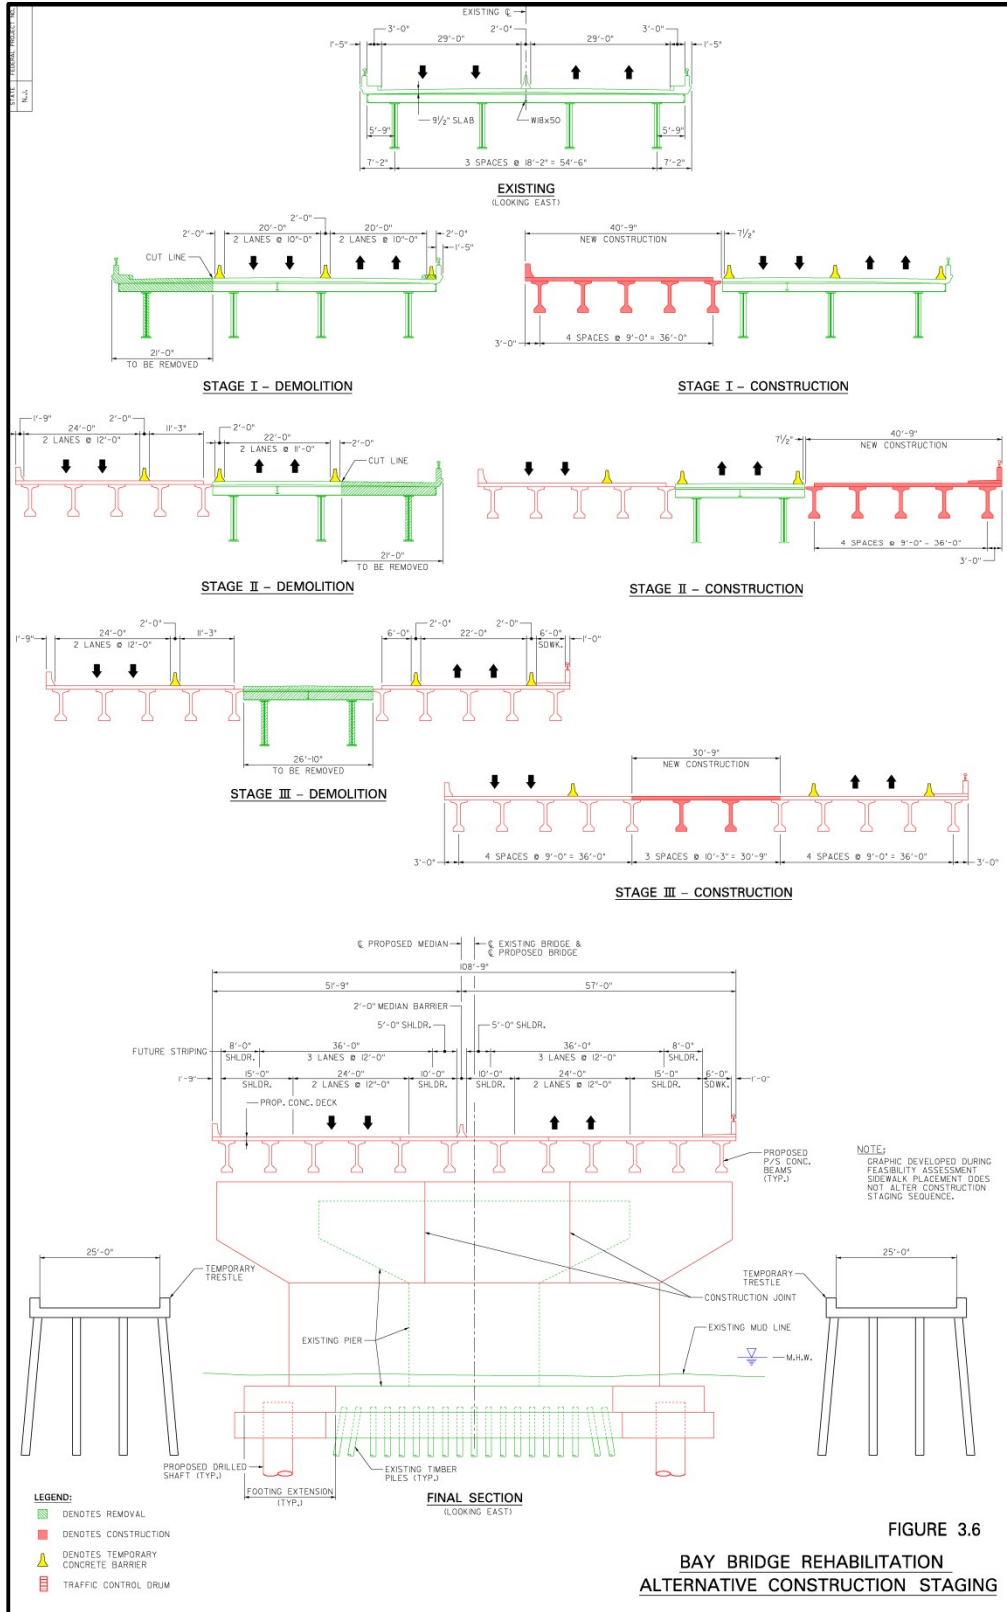 STATE
FEDERAL PROJECT NO.
N.J.
EXISTING ℄
3'-0"
29'-0"
2'-0"
29'-0"
3'-0"
1'-5"
1'-5"
9½" SLAB
W18x50
5'-9"
5'-9"
7'-2"
3 SPACES @ 18'-2" = 54'-6"
7'-2"
EXISTING
(LOOKING EAST)
2'-0"
2'-0"
20'-0"
20'-0"
2'-0"
2 LANES @ 10'-0"
2 LANES @ 10'-0"
1'-5"
CUT LINE
21'-0"
TO BE REMOVED
STAGE I - DEMOLITION
40'-9"
NEW CONSTRUCTION
7½"
4 SPACES @ 9'-0" = 36'-0"
3'-0"
STAGE I - CONSTRUCTION
1'-9"
24'-0"
2 LANES @ 12'-0"
2'-0"
11'-3"
2'-0"
22'-0"
2 LANES @ 11'-0"
2'-0"
CUT LINE
21'-0"
TO BE REMOVED
STAGE II - DEMOLITION
40'-9"
7½"
NEW CONSTRUCTION
4 SPACES @ 9'-0" - 36'-0"
3'-0"
STAGE II - CONSTRUCTION
2'-0"
1'-9"
24'-0"
11'-3"
2 LANES @ 12'-0"
6'-0"
2'-0"
22'-0"
2'-0"
6'-0"
SDWK.
1'-0"
26'-10"
TO BE REMOVED
STAGE III - DEMOLITION
30'-9"
NEW CONSTRUCTION
3'-0"
4 SPACES @ 9'-0" = 36'-0"
3 SPACES @ 10'-3" = 30'-9"
4 SPACES @ 9'-0" = 36'-0"
3'-0"
STAGE III - CONSTRUCTION
℄ PROPOSED MEDIAN
℄ EXISTING BRIDGE &
℄ PROPOSED BRIDGE
108'-9"
51'-9"
57'-0"
2'-0" MEDIAN BARRIER
5'-0" SHLDR.
5'-0" SHLDR.
FUTURE STRIPING
8'-0"
SHLDR.
36'-0"
3 LANES @ 12'-0"
36'-0"
3 LANES @ 12'-0"
8'-0"
SHLDR.
1'-9"
15'-0"
SHLDR.
24'-0"
2 LANES @ 12'-0"
10'-0"
SHLDR.
10'-0"
SHLDR.
24'-0"
2 LANES @ 12'-0"
15'-0"
SHLDR.
6'-0"
SDWK.
1'-0"
PROP. CONC. DECK
PROPOSED
P/S CONC.
BEAMS
(TYP.)
NOTE:
GRAPHIC DEVELOPED DURING
FEASIBILITY ASSESSMENT
SIDEWALK PLACEMENT DOES
NOT ALTER CONSTRUCTION
STAGING SEQUENCE.
25'-0"
TEMPORARY
TRESTLE
25'-0"
TEMPORARY
TRESTLE
CONSTRUCTION JOINT
EXISTING PIER
EXISTING MUD LINE
M.H.W.
PROPOSED DRILLED
SHAFT (TYP.)
EXISTING TIMBER
PILES (TYP.)
FOOTING EXTENSION
(TYP.)
FINAL SECTION
(LOOKING EAST)
LEGEND:
DENOTES REMOVAL
DENOTES CONSTRUCTION
DENOTES TEMPORARY
CONCRETE BARRIER
TRAFFIC CONTROL DRUM
FIGURE 3.6
BAY BRIDGE REHABILITATION
ALTERNATIVE CONSTRUCTION STAGING